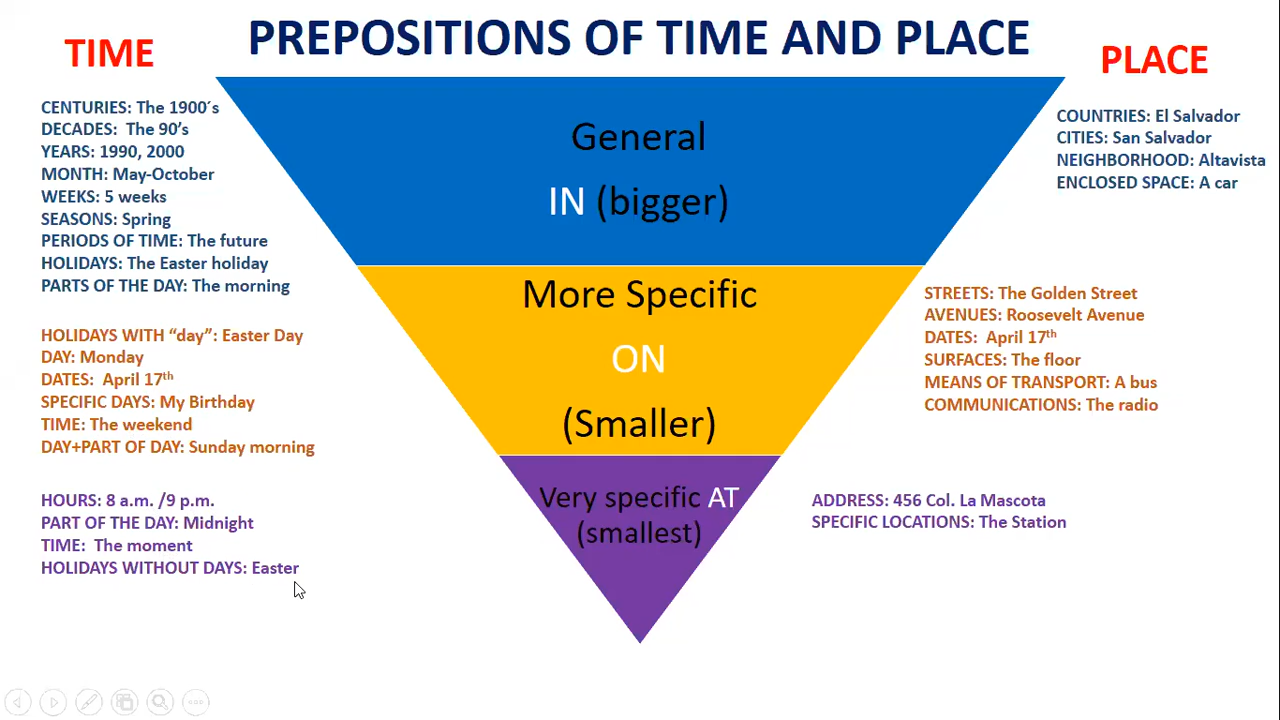 PREPOSITIONS OF TIME AND PLACE
TIME
CENTURIES: The 1900´s
DECADES:  The 90’s
YEARS: 1990, 2000
MONTH: May-October
WEEKS: 5 weeks
SEASONS: Spring
PERIODS OF TIME: The future
HOLIDAYS: The Easter holiday
PARTS OF THE DAY: The morning
HOLIDAYS WITH “day”: Easter Day
DAY: Monday
DATES:  April 17th
SPECIFIC DAYS: My Birthday
TIME: The weekend
DAY+PART OF DAY: Sunday morning
HOURS: 8 a.m. /9 p.m.
PART OF THE DAY: Midnight
TIME:  The moment
HOLIDAYS WITHOUT DAYS: Easter
General
IN (bigger)
More Specific
ON
(Smaller)
Very specific AT
(smallest)
PLACE
COUNTRIES: El Salvador
CITIES: San Salvador
NEIGHBORHOOD: Altavista
ENCLOSED SPACE: A car
STREETS: The Golden Street
AVENUES: Roosevelt Avenue
DATES:  April 17th
SURFACES: The floor
MEANS OF TRANSPORT: A bus
COMMUNICATIONS: The radio
ADDRESS: 456 Col. La Mascota
SPECIFIC LOCATIONS: The Station